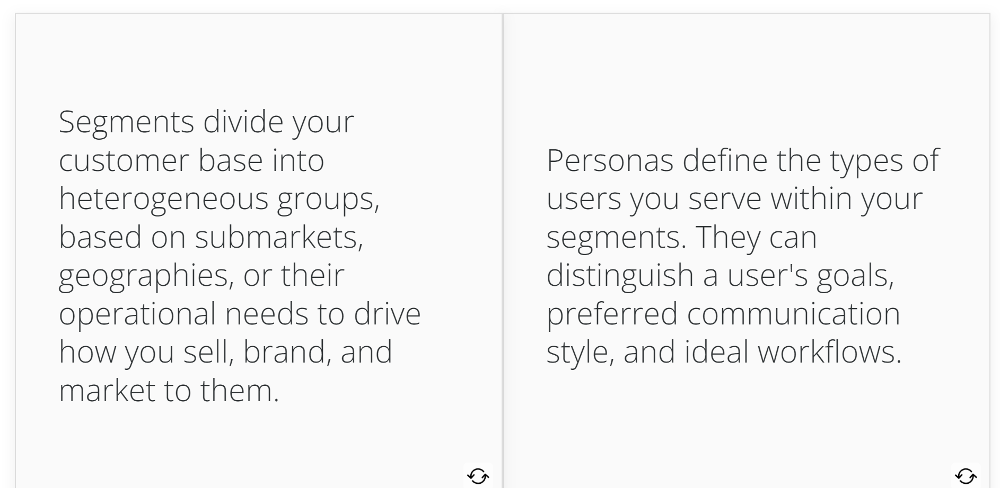 Segments divide your
customer base into
heterogeneous groups,
based on submarkets,
geographies, or their
operational needs to drive
how you sell, brand, and
market to them.
Personas define the types of
users you serve within your
segments. They can
distinguish a user's goals,
preferred communication
style, and ideal workflows.